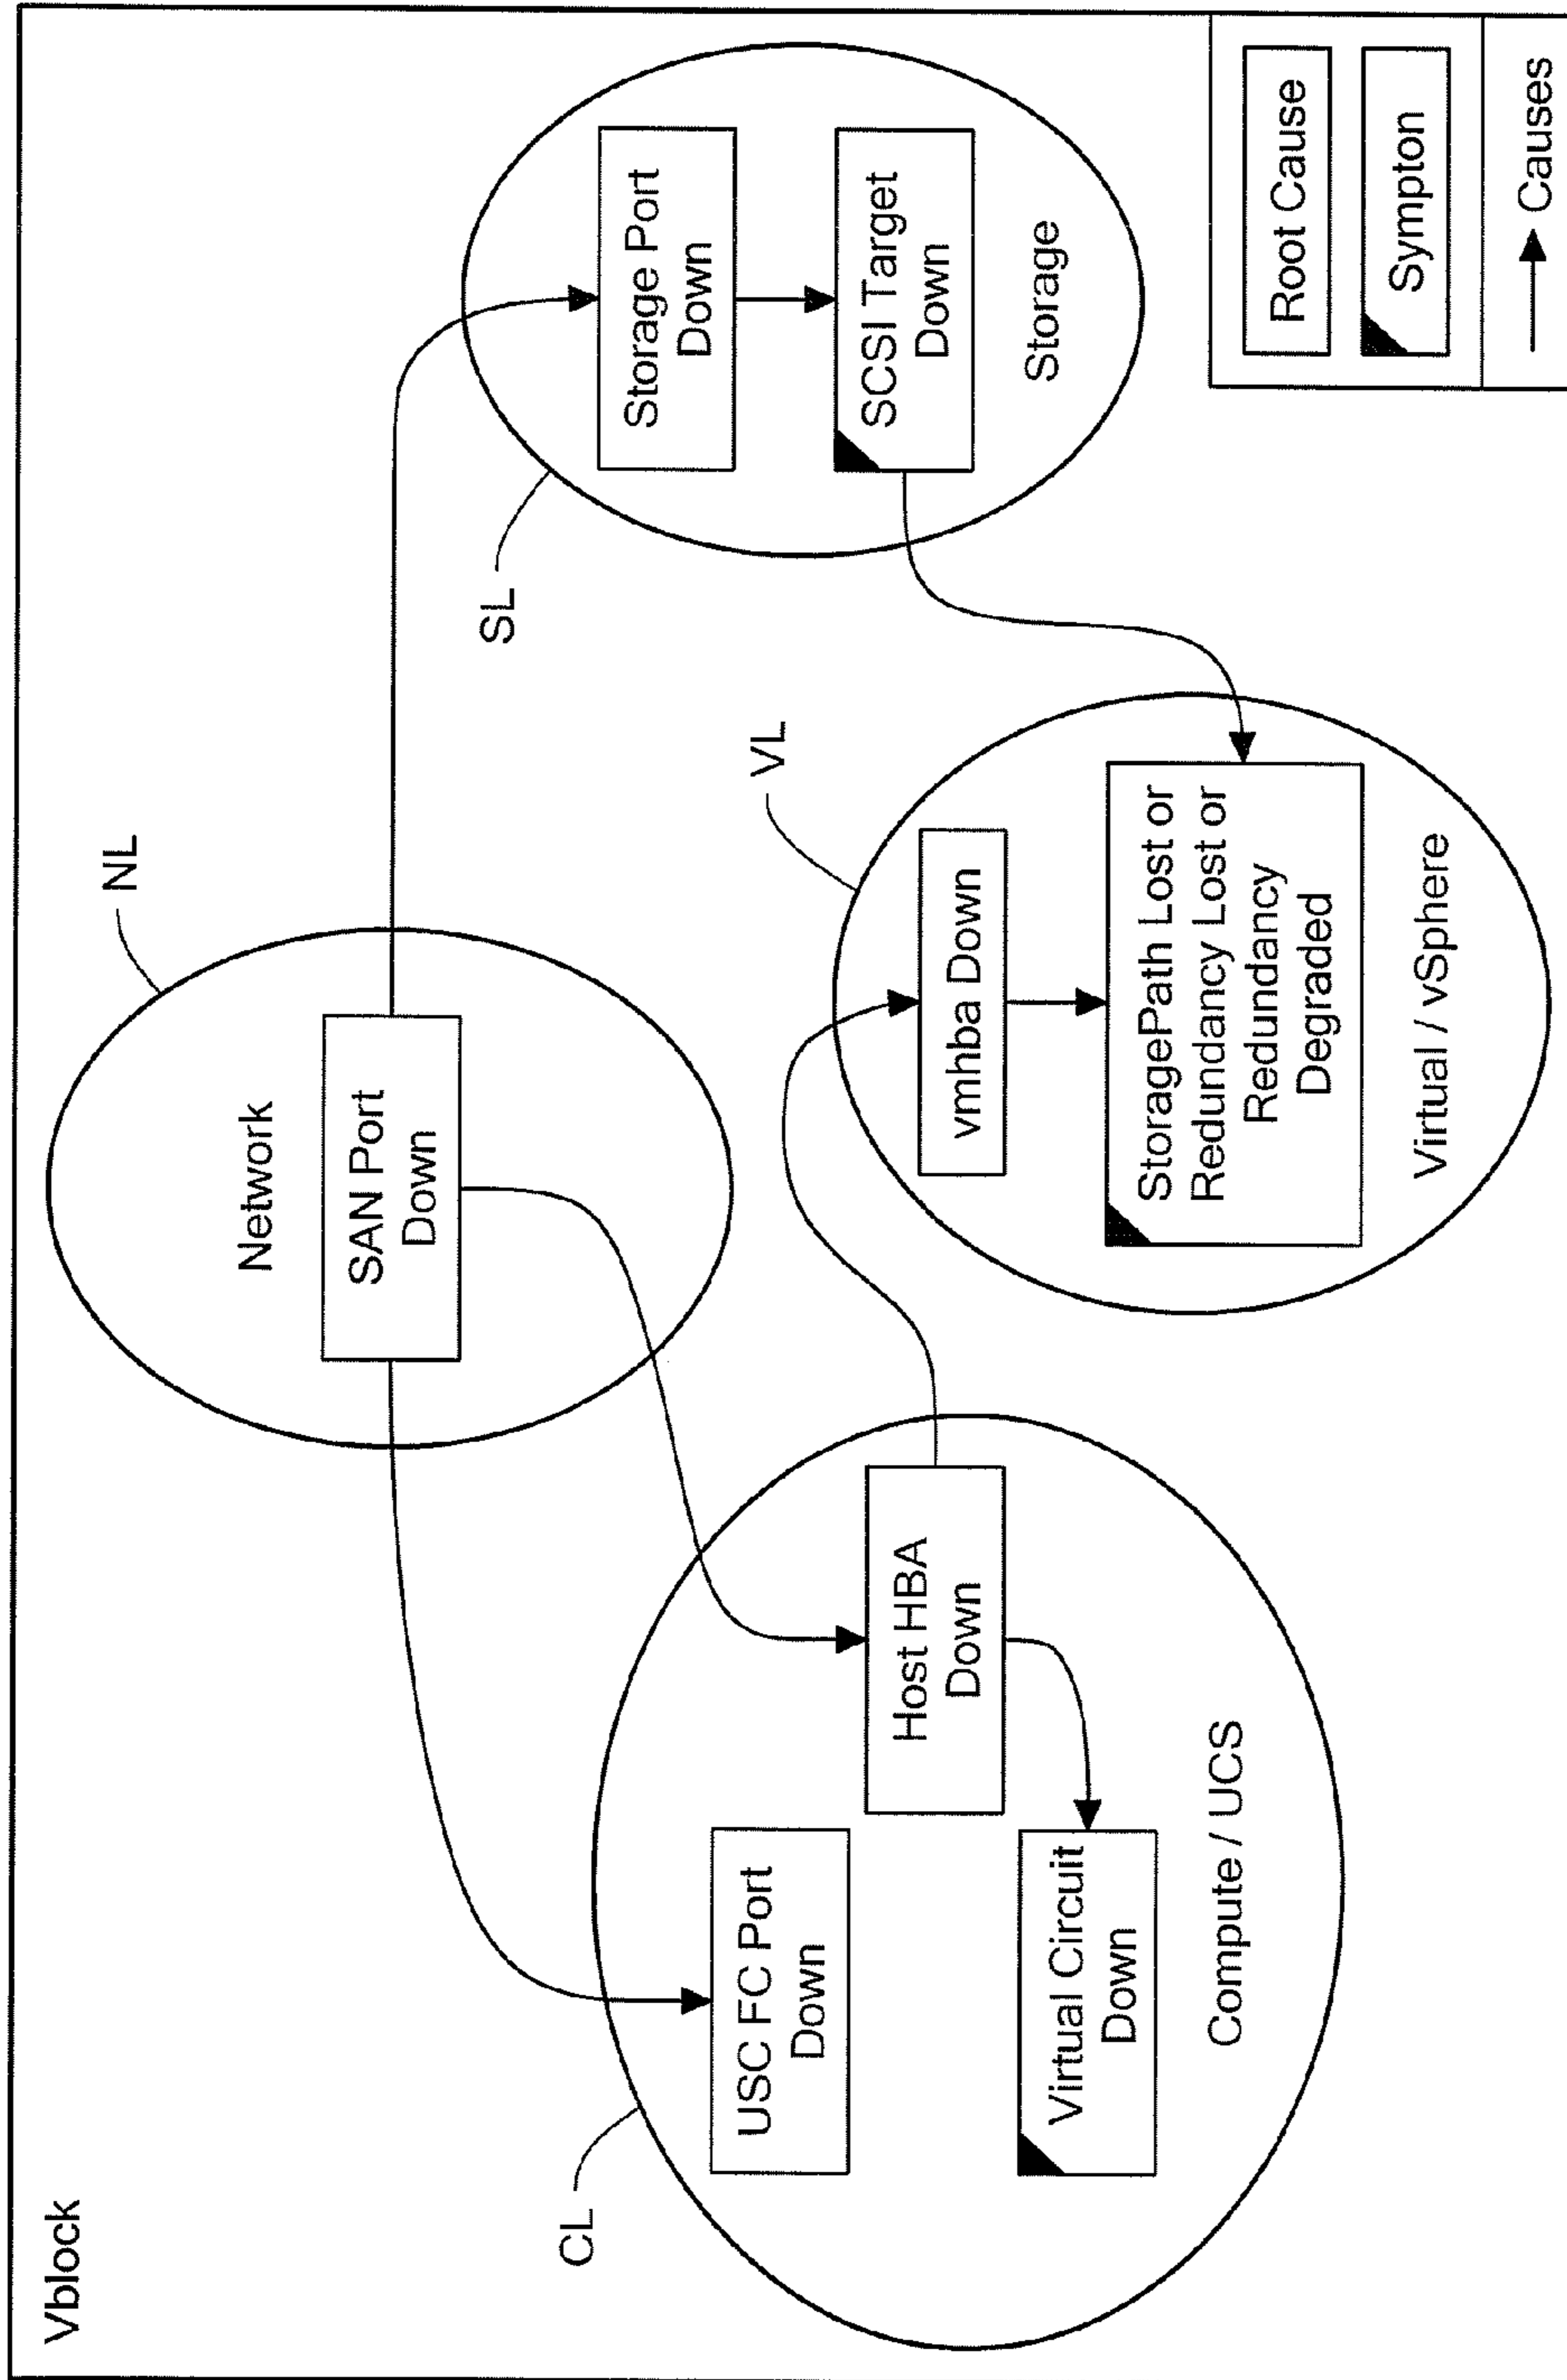 Vblock
NL
Network
SAN Port
Down
CL
USC FC Port
Down
Host HBA
Down
Virtual Circuit
Down
Compute / UCS
VL
vmhba Down
StoragePath Lost or
Redundancy Lost or
Redundancy
Degraded
Virtual / vSphere
SL
Storage Port
Down
SCSI Target
Down
Storage
Root Cause
Sympton
Causes